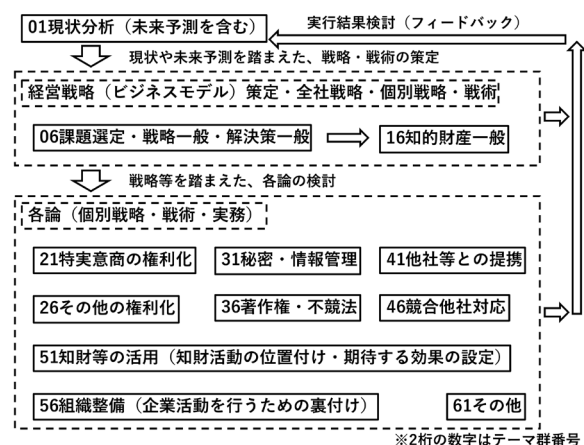 01現状分析（未来予測を含む）
実行結果検討（フィードバック）
現状や未来予測を踏まえた、戦略・戦術の策定
経営戦略（ビジネスモデル）策定・全社戦略・個別戦略・戦術
06課題選定・戦略一般・解決策一般
16知的財産一般
戦略等を踏まえた、各論の検討
各論（個別戦略・戦術・実務）
21特実意商の権利化
31秘密・情報管理
41他社等との提携
26その他の権利化
36著作権・不競法
46競合他社対応
51知財等の活用（知財活動の位置付け・期待する効果の設定）
56組織整備（企業活動を行うための裏付け）
61その他
※2桁の数字はテーマ群番号